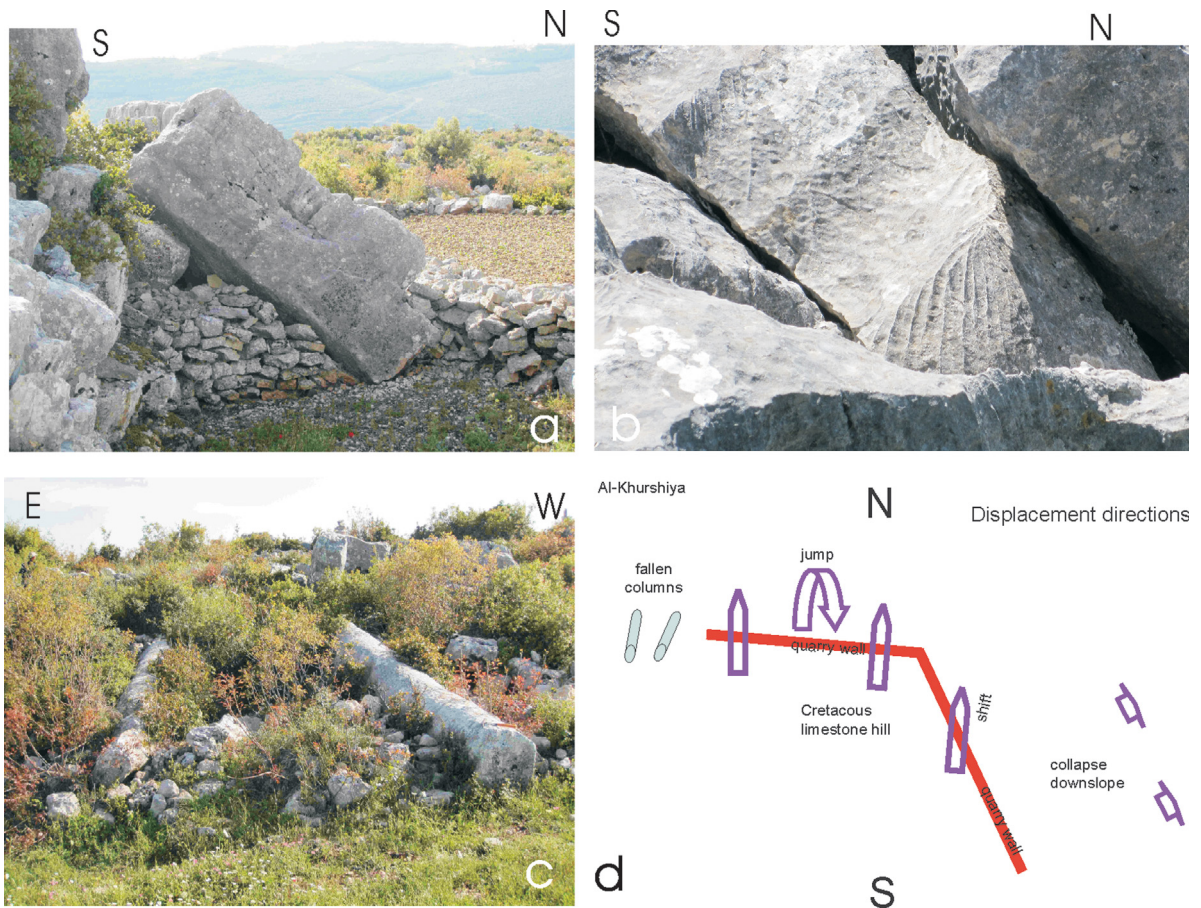 S
N
a
S
N
b
E
W
c
Al-Khurshiya
N
Displacement directions
jump
fallen
columns
quarry wall
Cretacous
limestone hill
shift
collapse
downslope
quarry wall
d
S